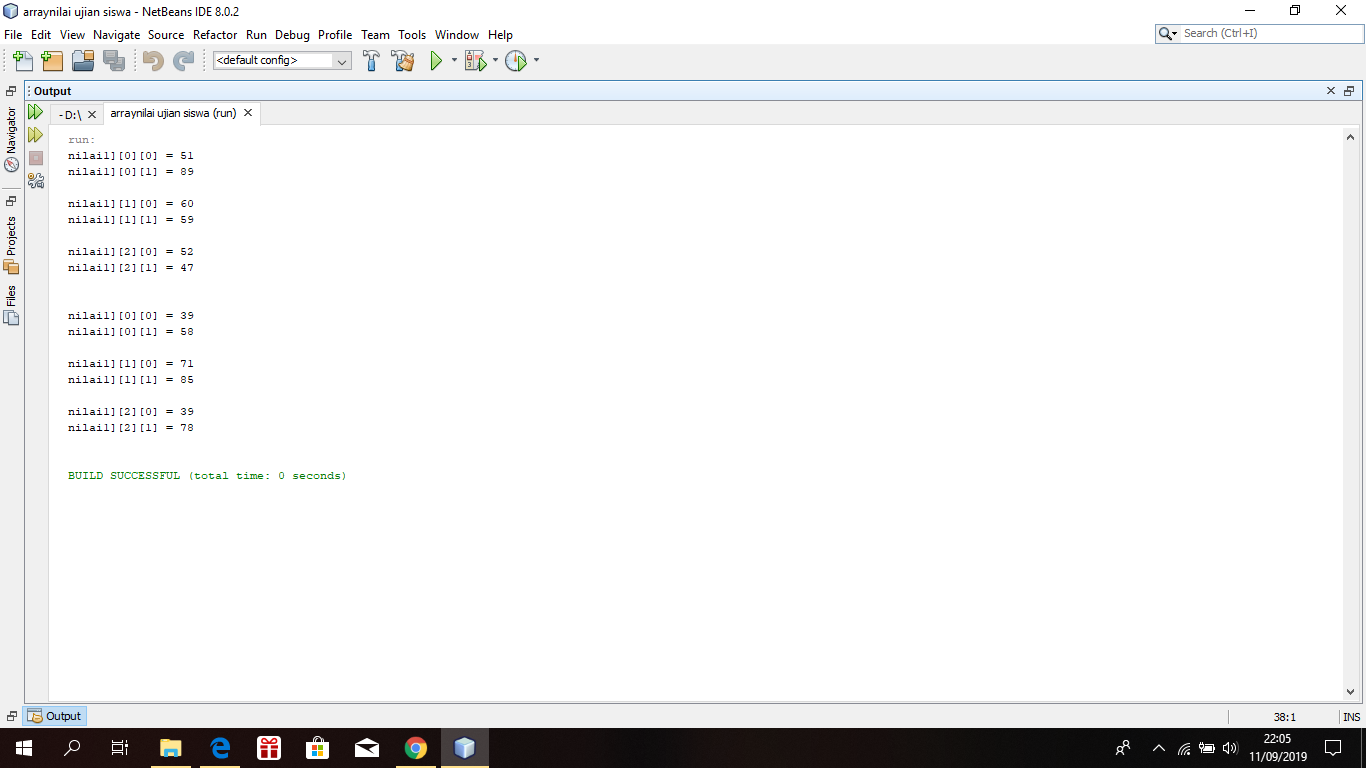 arraynilai ujian siswa - NetBeans IDE 8.0.2
File Edit View Navigate Source Refactor Run Debug Profile Team Tools Window Help
Search (Ctrl+I)
<default config>
Output
-D:\
arraynilai ujian siswa (run)
Navigator
Projects
Files
run:
nilai1][0][0] = 51
nilai1][0][1] = 89
nilai1][1][0] = 60
nilai1][1][1] = 59
nilai1][2][0] = 52
nilai1][2][1] = 47
nilai1][0][0] = 39
nilai1][0][1] = 58
nilai1][1][0] = 71
nilai1][1][1] = 85
nilai1][2][0] = 39
nilai1][2][1] = 78
BUILD SUCCESSFUL (total time: 0 seconds)
Output
38:1
INS
22:05
11/09/2019